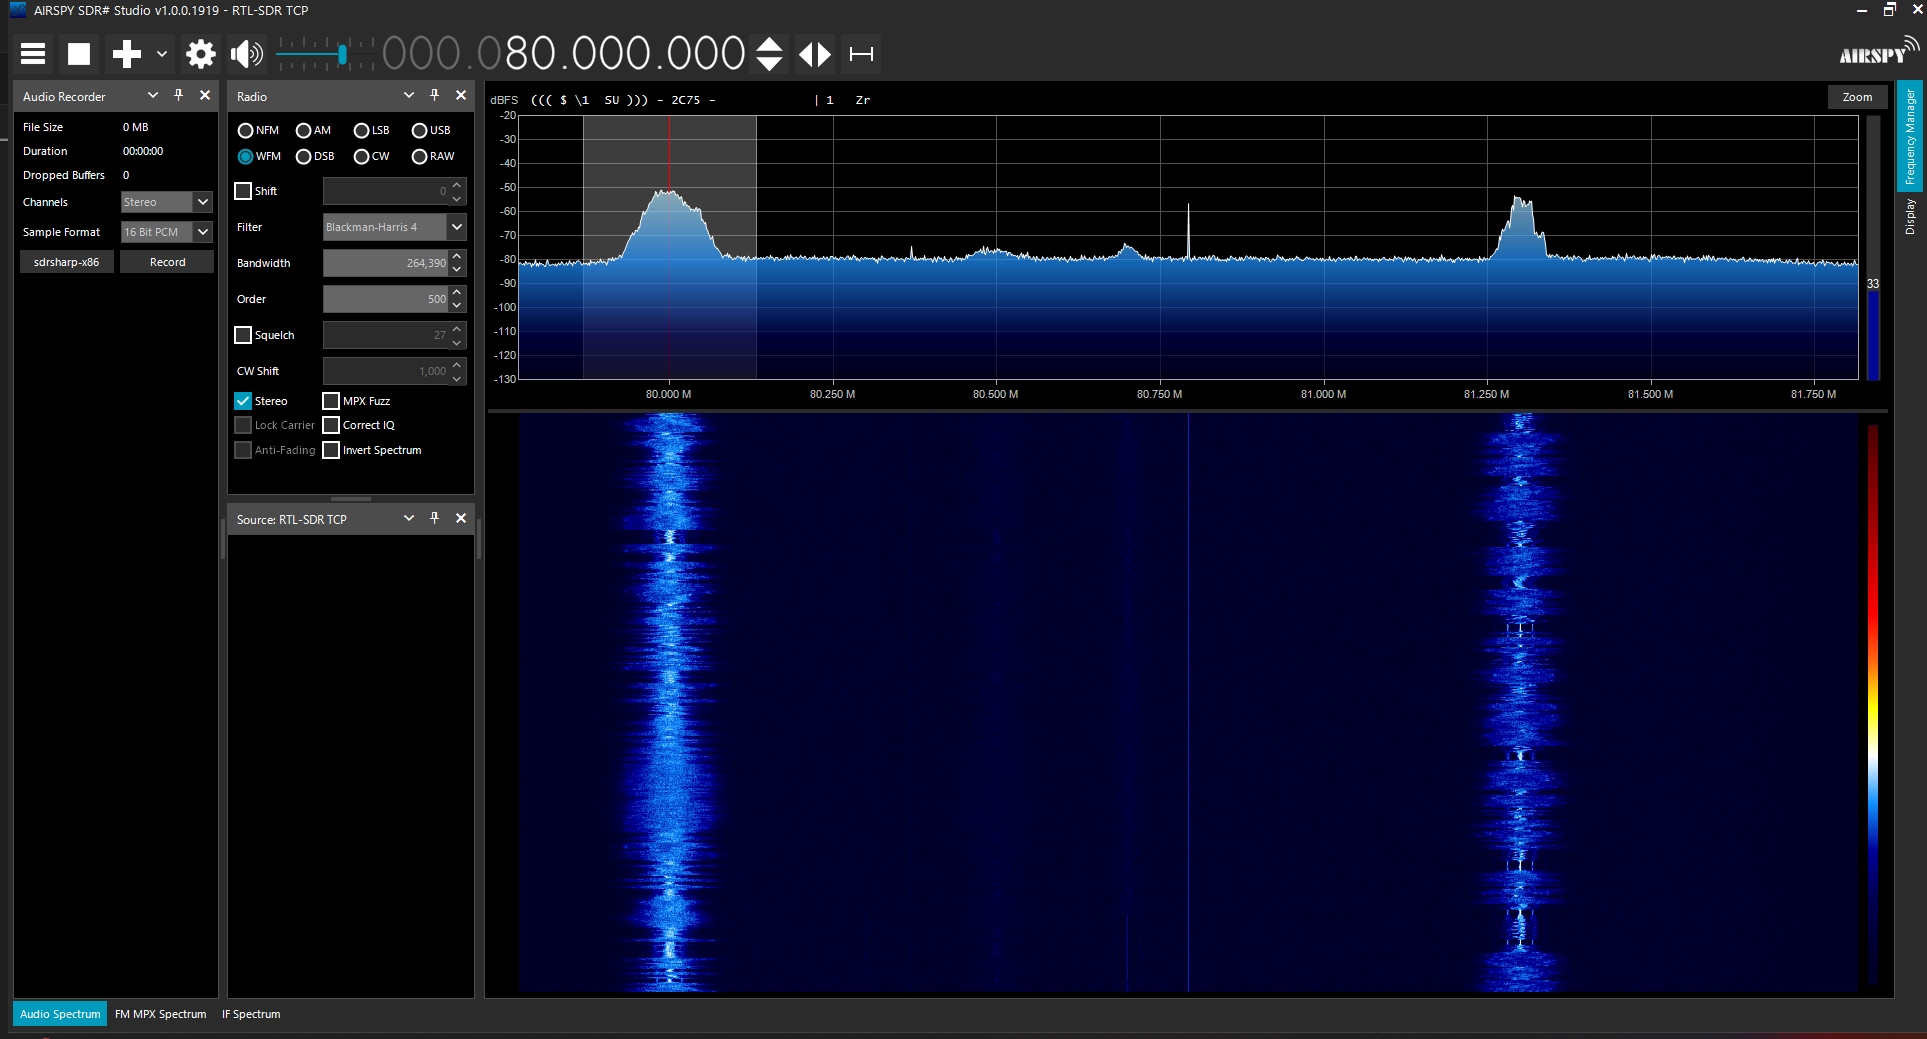 AIRSPY SDR# Studio v1.0.0.1919 - RTL-SDR TCP
000.080.000.000
AIRSPY
Audio Recorder
File Size 0 MB
Duration 00:00:00
Dropped Buffers 0
Channels Stereo
Sample Format 16 Bit PCM
sdrsharp-x86 Record
Radio
NFM AM LSB USB
WFM DSB CW RAW
Shift 0
Filter Blackman-Harris 4
Bandwidth 264,390
Order 500
Squelch 27
CW Shift 1,000
Stereo MPX Fuzz
Lock Carrier Correct IQ
Anti-Fading Invert Spectrum
Source: RTL-SDR TCP
dBFS ((( $ \1 SU ))) - 2C75 - | 1 Zr
Zoom
-20
-30
-40
-50
-60
-70
-80
-90
-100
-110
-120
-130
33
80.000 M 80.250 M 80.500 M 80.750 M 81.000 M 81.250 M 81.500 M 81.750 M
Frequency Manager
Display
Audio Spectrum FM MPX Spectrum IF Spectrum